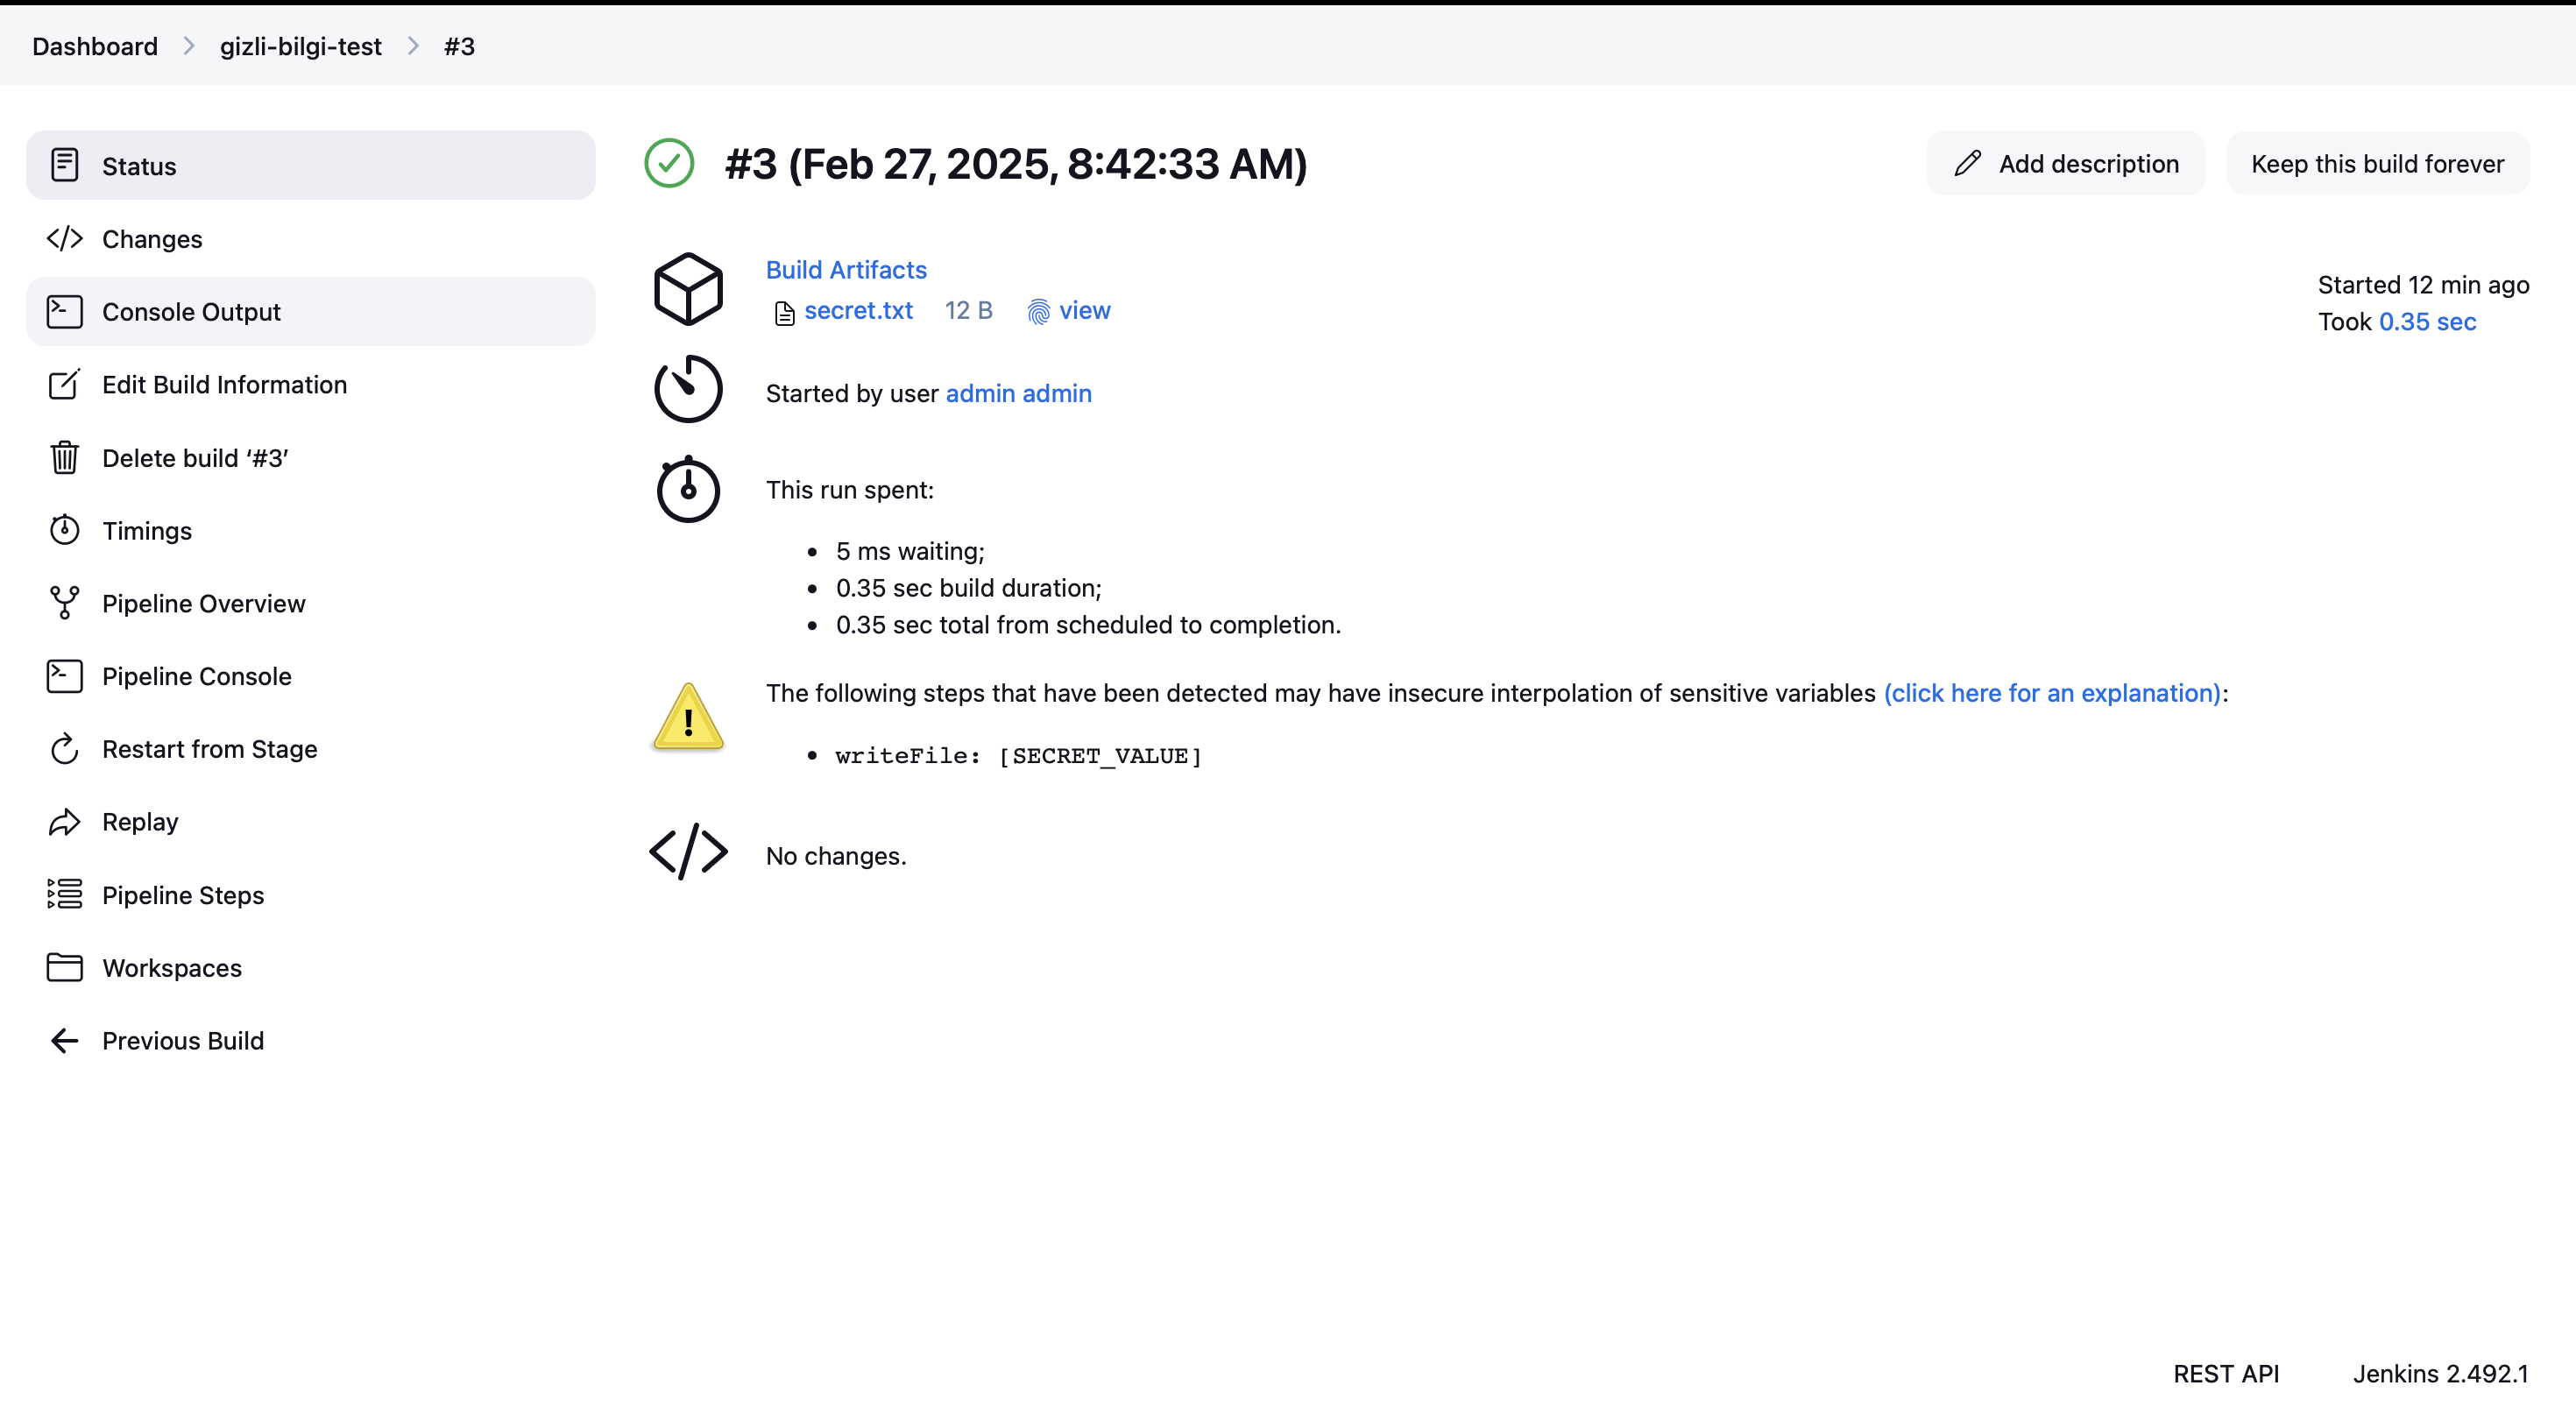 Dashboard > gizli-bilgi-test > #3
Status
Changes
Console Output
Edit Build Information
Delete build ‘#3’
Timings
Pipeline Overview
Pipeline Console
Restart from Stage
Replay
Pipeline Steps
Workspaces
Previous Build
#3 (Feb 27, 2025, 8:42:33 AM)
Add description
Keep this build forever
Build Artifacts
secret.txt 12 B view
Started 12 min ago
Took 0.35 sec
Started by user admin admin
This run spent:
• 5 ms waiting;
• 0.35 sec build duration;
• 0.35 sec total from scheduled to completion.
The following steps that have been detected may have insecure interpolation of sensitive variables (click here for an explanation):
• writeFile: [SECRET_VALUE]
No changes.
REST API
Jenkins 2.492.1